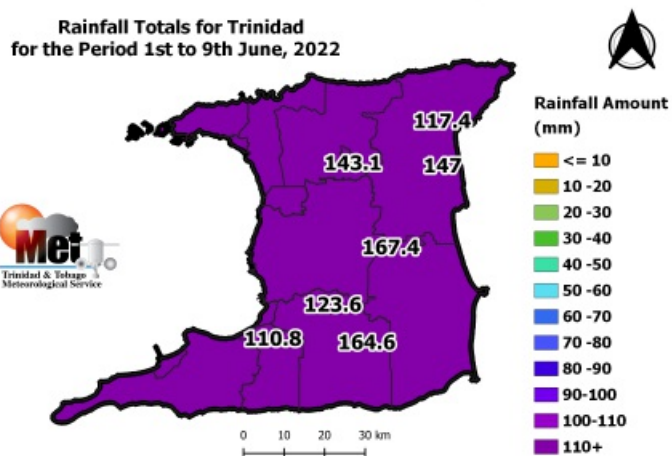 Rainfall Totals for Trinidad
for the Period 1st to 9th June, 2022
117.4
143.1
147
167.4
123.6
110.8
164.6
Met
Trinidad & Tobago
Meteorological Service
Rainfall Amount
(mm)
<= 10
10 -20
20 -30
30 -40
40 -50
50 -60
60 -70
70 -80
80 -90
90-100
100-110
110+
0 10 20 30 km